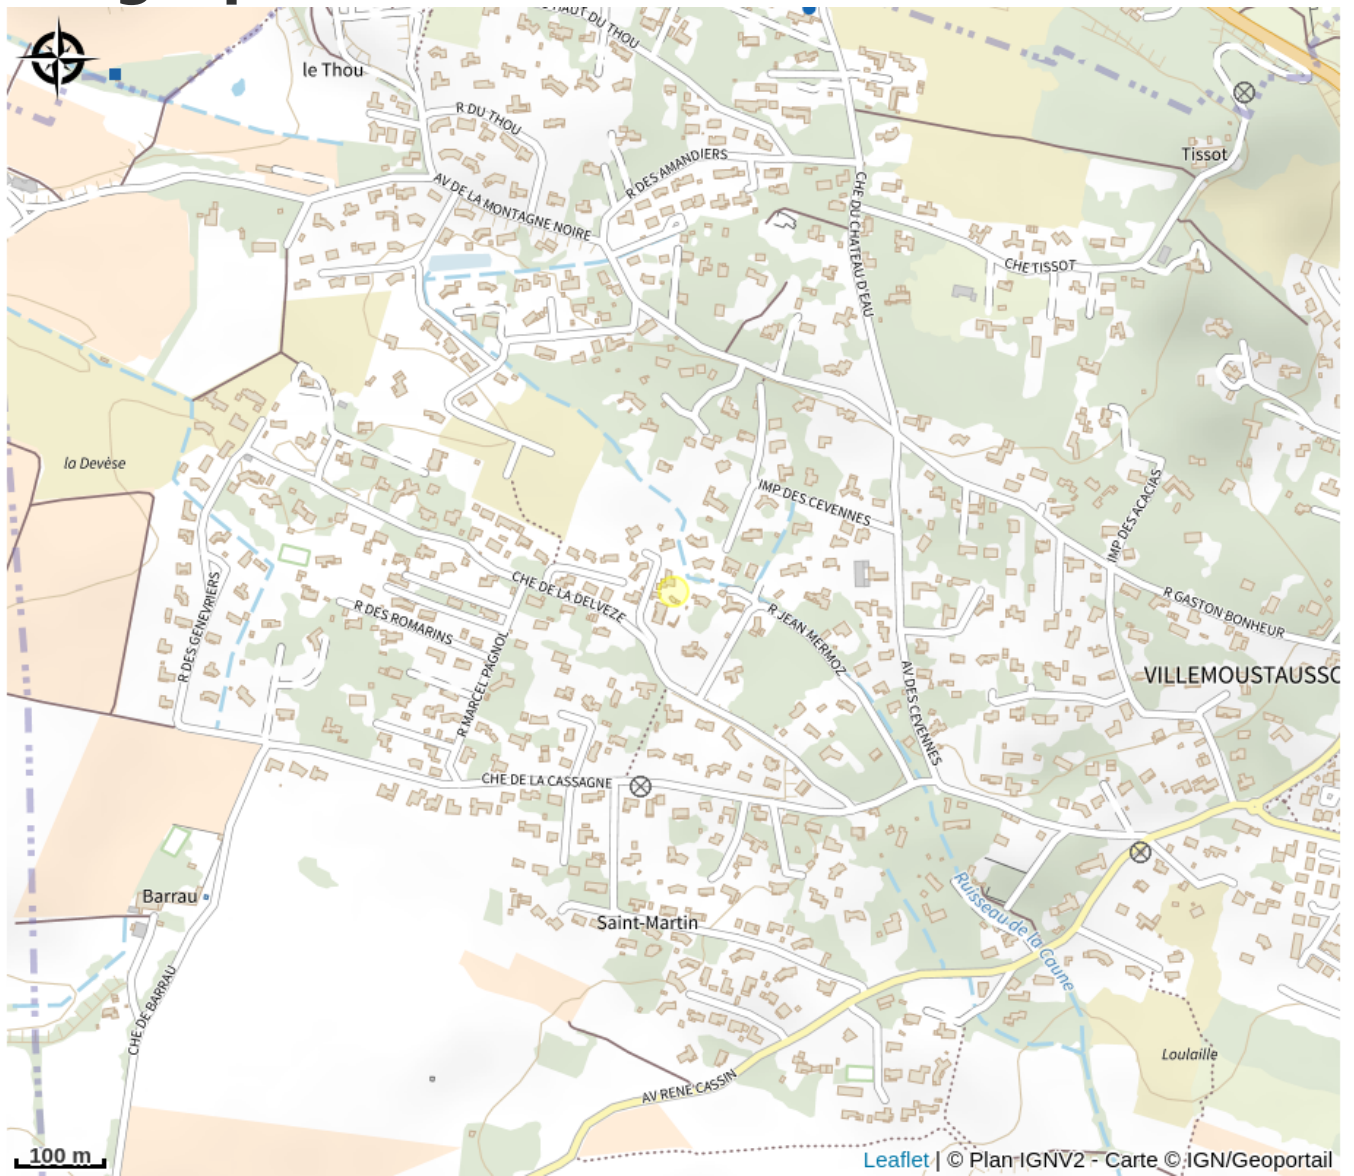 HAUT DU THOU
le Thou
R DU THOU
Tissot
R DES AMANDIERS
AV DE LA MONTAGNE NOIRE
CHE DU CHATEAU D'EAU
CHE TISSOT
la Devèse
IMP DES CEVENNES
IMP DES ACACIAS
CHE DE LA DELVEZE
R DES GENEVRIERS
R DES ROMARINS
R JEAN MERMOZ
R GASTON BONHEUR
R MARCEL PAGNOL
AV DES CEVENNES
VILLEMOUSTAUSSO
CHE DE LA CASSAGNE
Barrau
Ruisseau de la Caune
Saint-Martin
CHE DE BARRAU
Loulaille
AV RENE CASSIN
100 m
Leaflet | © Plan IGNV2 - Carte © IGN/Geoportail